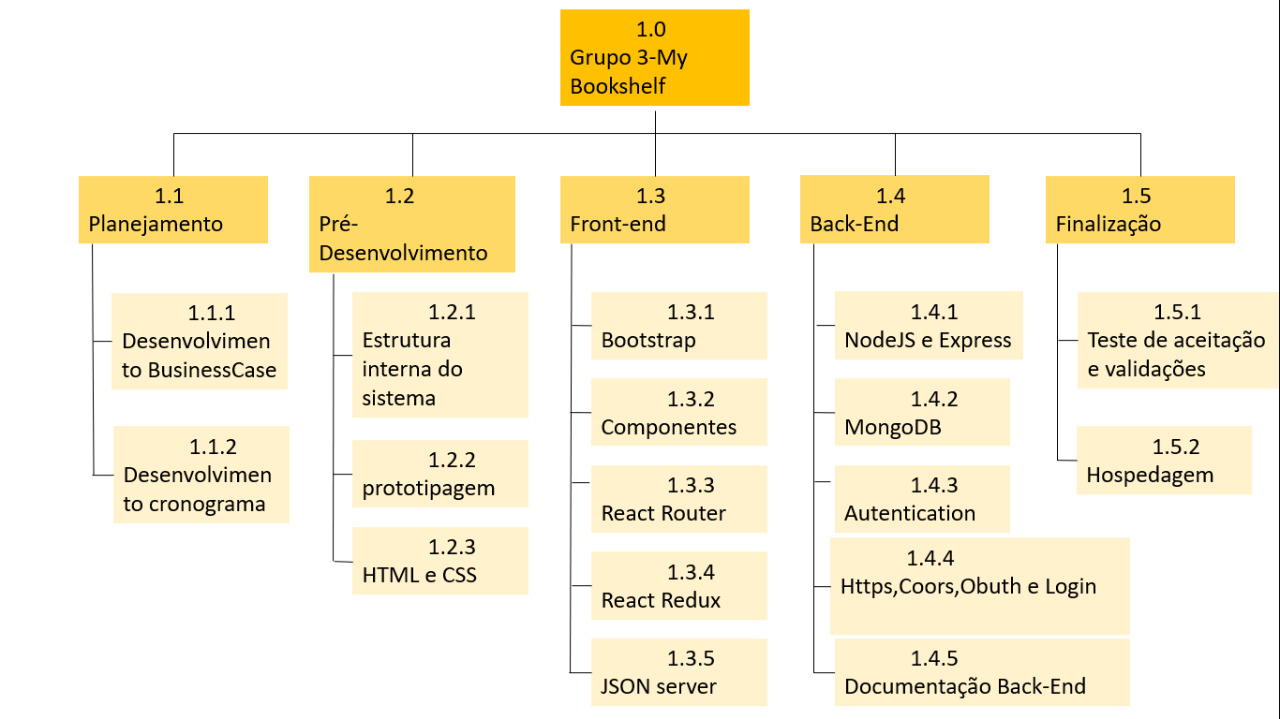 1.0
Grupo 3-My
Bookshelf
1.1
Planejamento
1.1.1
Desenvolvimen
to BusinessCase
1.1.2
Desenvolvimen
to cronograma
1.2
Pré-
Desenvolvimento
1.2.1
Estrutura
interna do
sistema
1.2.2
prototipagem
1.2.3
HTML e CSS
1.3
Front-end
1.3.1
Bootstrap
1.3.2
Componentes
1.3.3
React Router
1.3.4
React Redux
1.3.5
JSON server
1.4
Back-End
1.4.1
NodeJS e Express
1.4.2
MongoDB
1.4.3
Autentication
1.4.4
Https,Coors,Obuth e Login
1.4.5
Documentação Back-End
1.5
Finalização
1.5.1
Teste de aceitação
e validações
1.5.2
Hospedagem